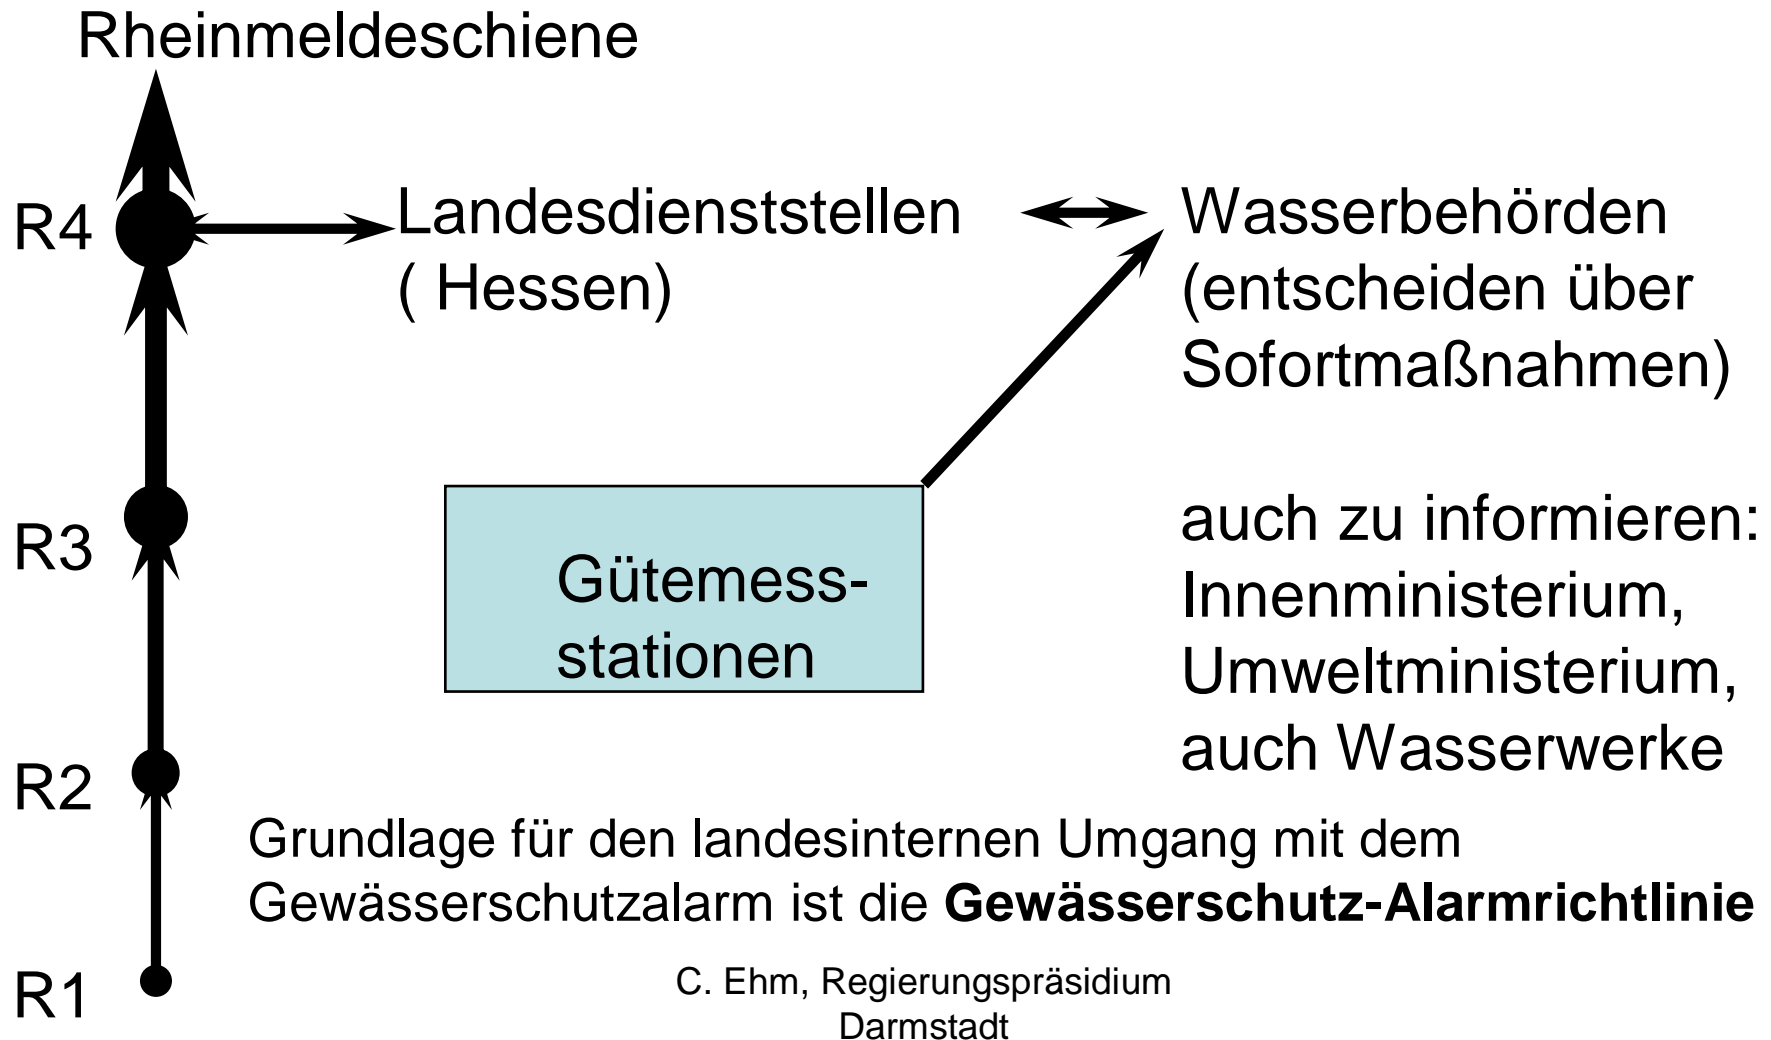 Rheinmeldeschiene
R4
Landesdienststellen
( Hessen)
Wasserbehörden
(entscheiden über
Sofortmaßnahmen)
R3
Gütemess-
stationen
auch zu informieren:
Innenministerium,
Umweltministerium,
auch Wasserwerke
R2
Grundlage für den landesinternen Umgang mit dem
Gewässerschutzalarm ist die Gewässerschutz-Alarmrichtlinie
R1
C. Ehm, Regierungspräsidium
Darmstadt